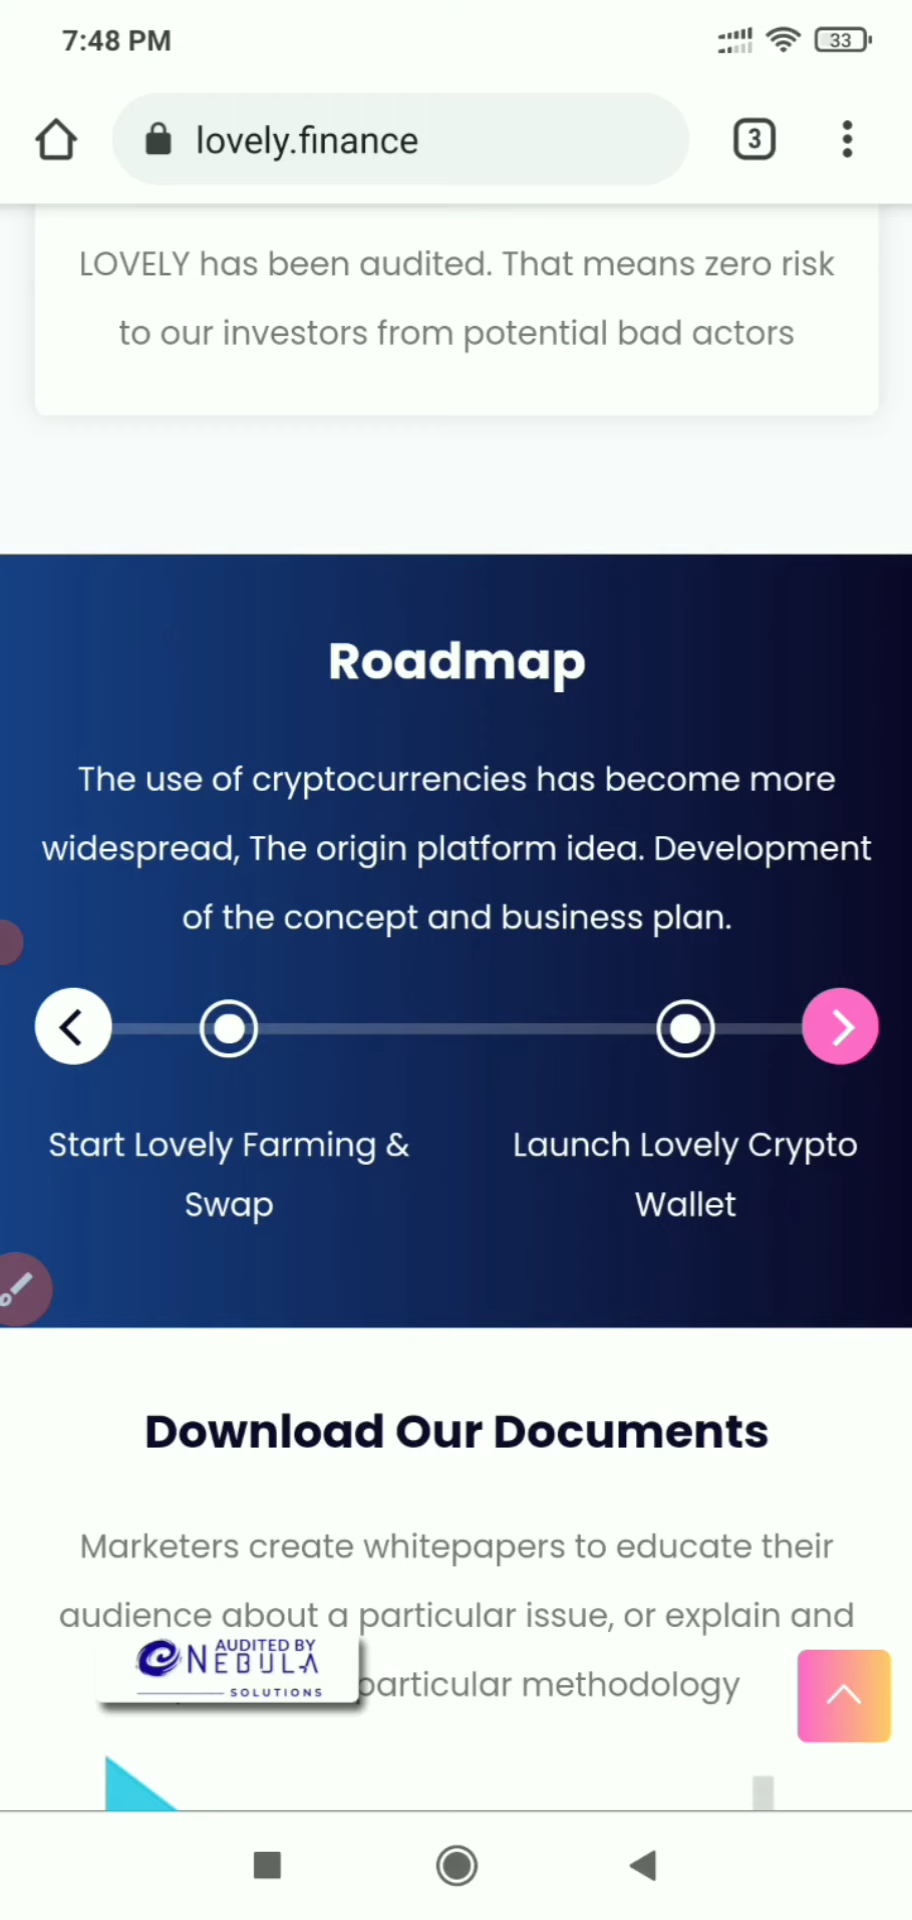 7:48 PM
33
lovely.finance
3
LOVELY has been audited. That means zero risk
to our investors from potential bad actors
Roadmap
The use of cryptocurrencies has become more
widespread, The origin platform idea. Development
of the concept and business plan.
Start Lovely Farming &
Swap
Launch Lovely Crypto
Wallet
Download Our Documents
Marketers create whitepapers to educate their
audience about a particular issue, or explain and
particular methodology
AUDITED BY
NEBULA
SOLUTIONS